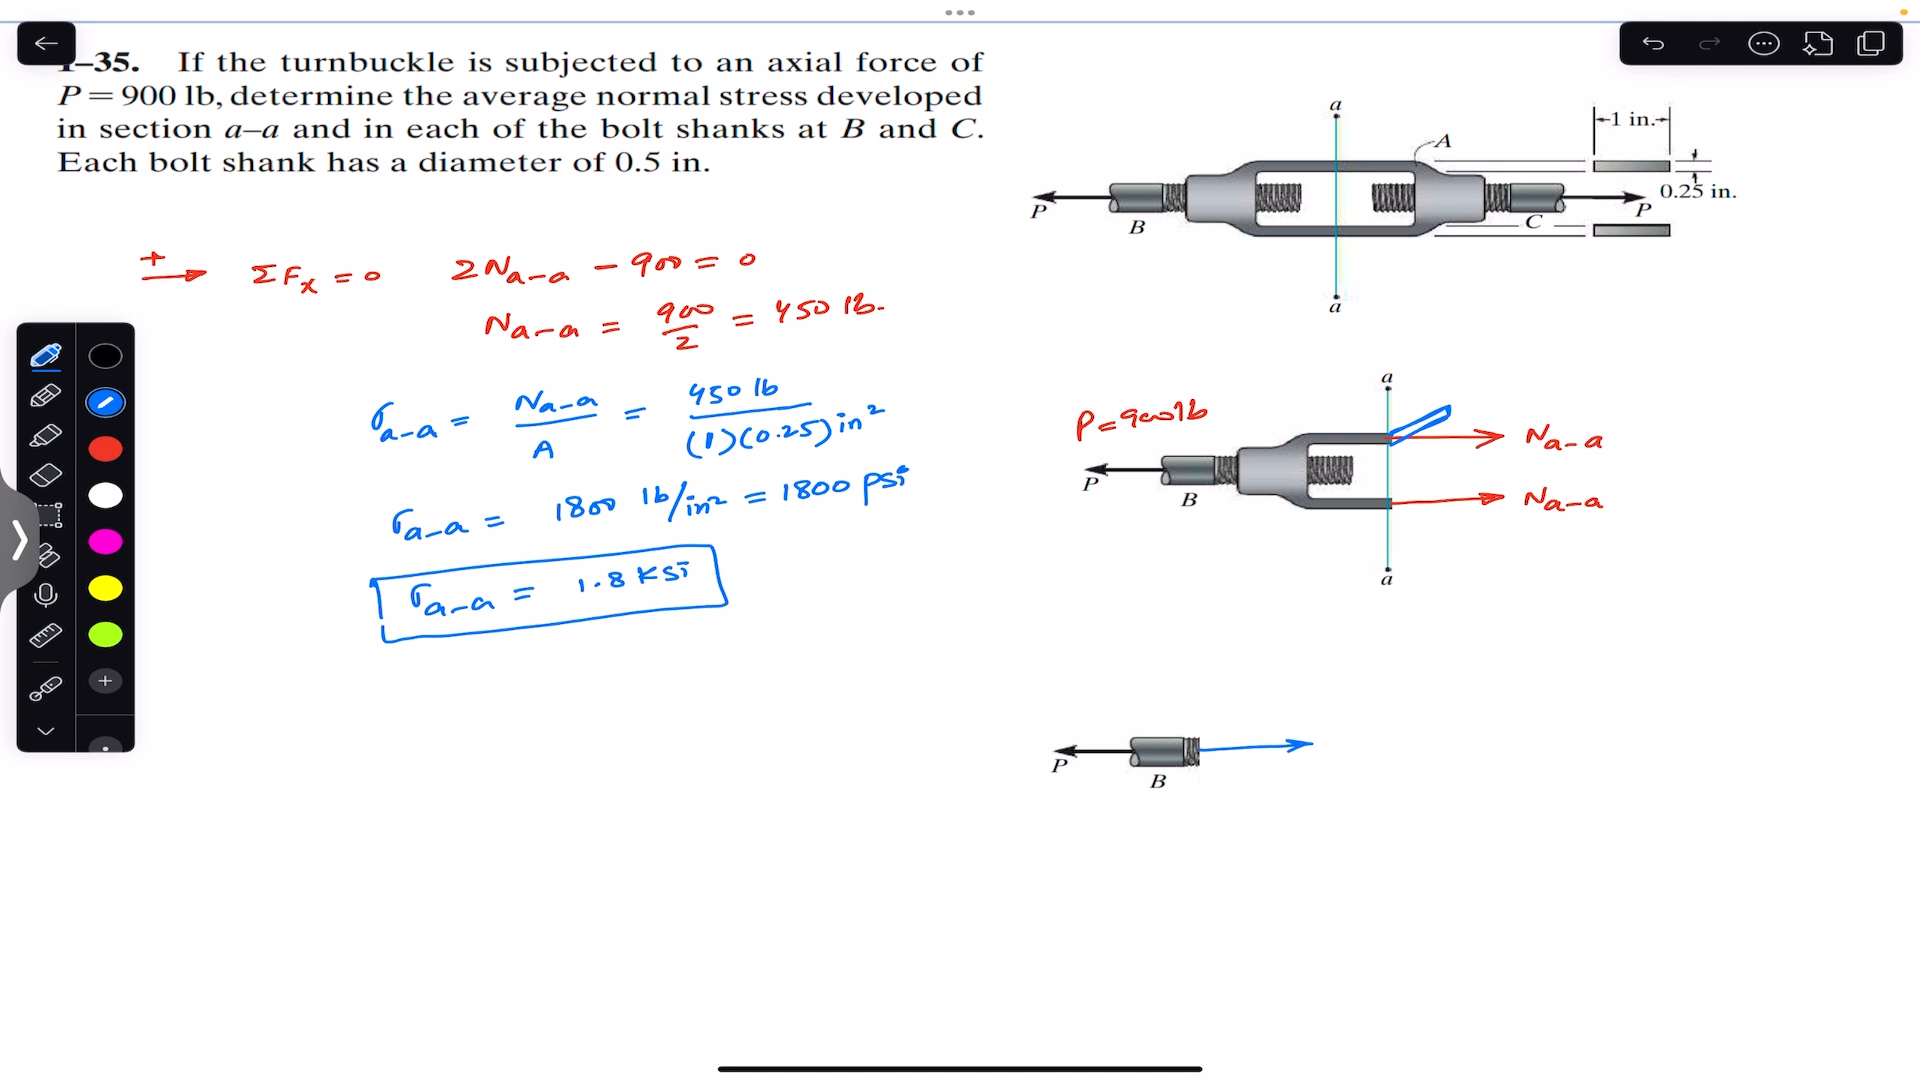 1–35. If the turnbuckle is subjected to an axial force of
P = 900 lb, determine the average normal stress developed
in section a–a and in each of the bolt shanks at B and C.
Each bolt shank has a diameter of 0.5 in.
a
A
1 in.
0.25 in.
P
B
C
P
a
+→ ΣFx = 0 2Na-a − 900 = 0
Na-a = 900/2 = 450 lb.
σa-a = Na-a/A = 450 lb/(1)(0.25) in²
σa-a = 1800 lb/in² = 1800 psi
σa-a = 1.8 ksi
a
P = 900 lb
Na-a
P
B
Na-a
a
P
B